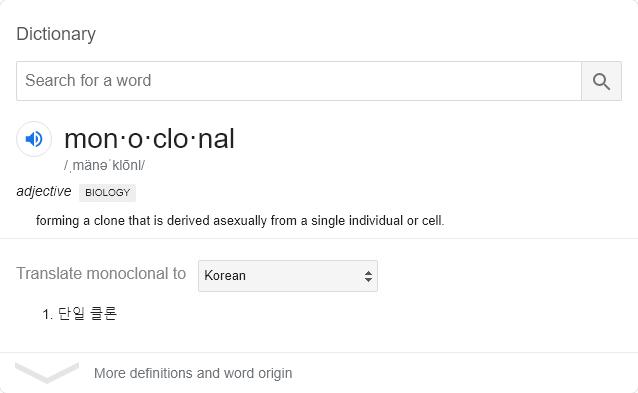 Dictionary
Search for a word
mon·o·clo·nal
/ˌmänəˈklōnl/
adjective BIOLOGY
forming a clone that is derived asexually from a single individual or cell.
Translate monoclonal to Korean
1. 단일 클론
More definitions and word origin